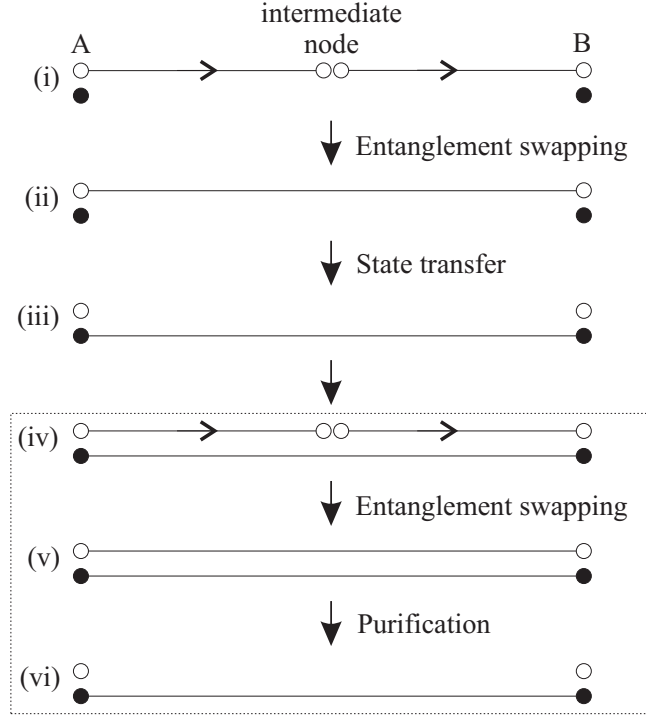 intermediate
A node B
(i)
Entanglement swapping
(ii)
State transfer
(iii)
(iv)
Entanglement swapping
(v)
Purification
(vi)